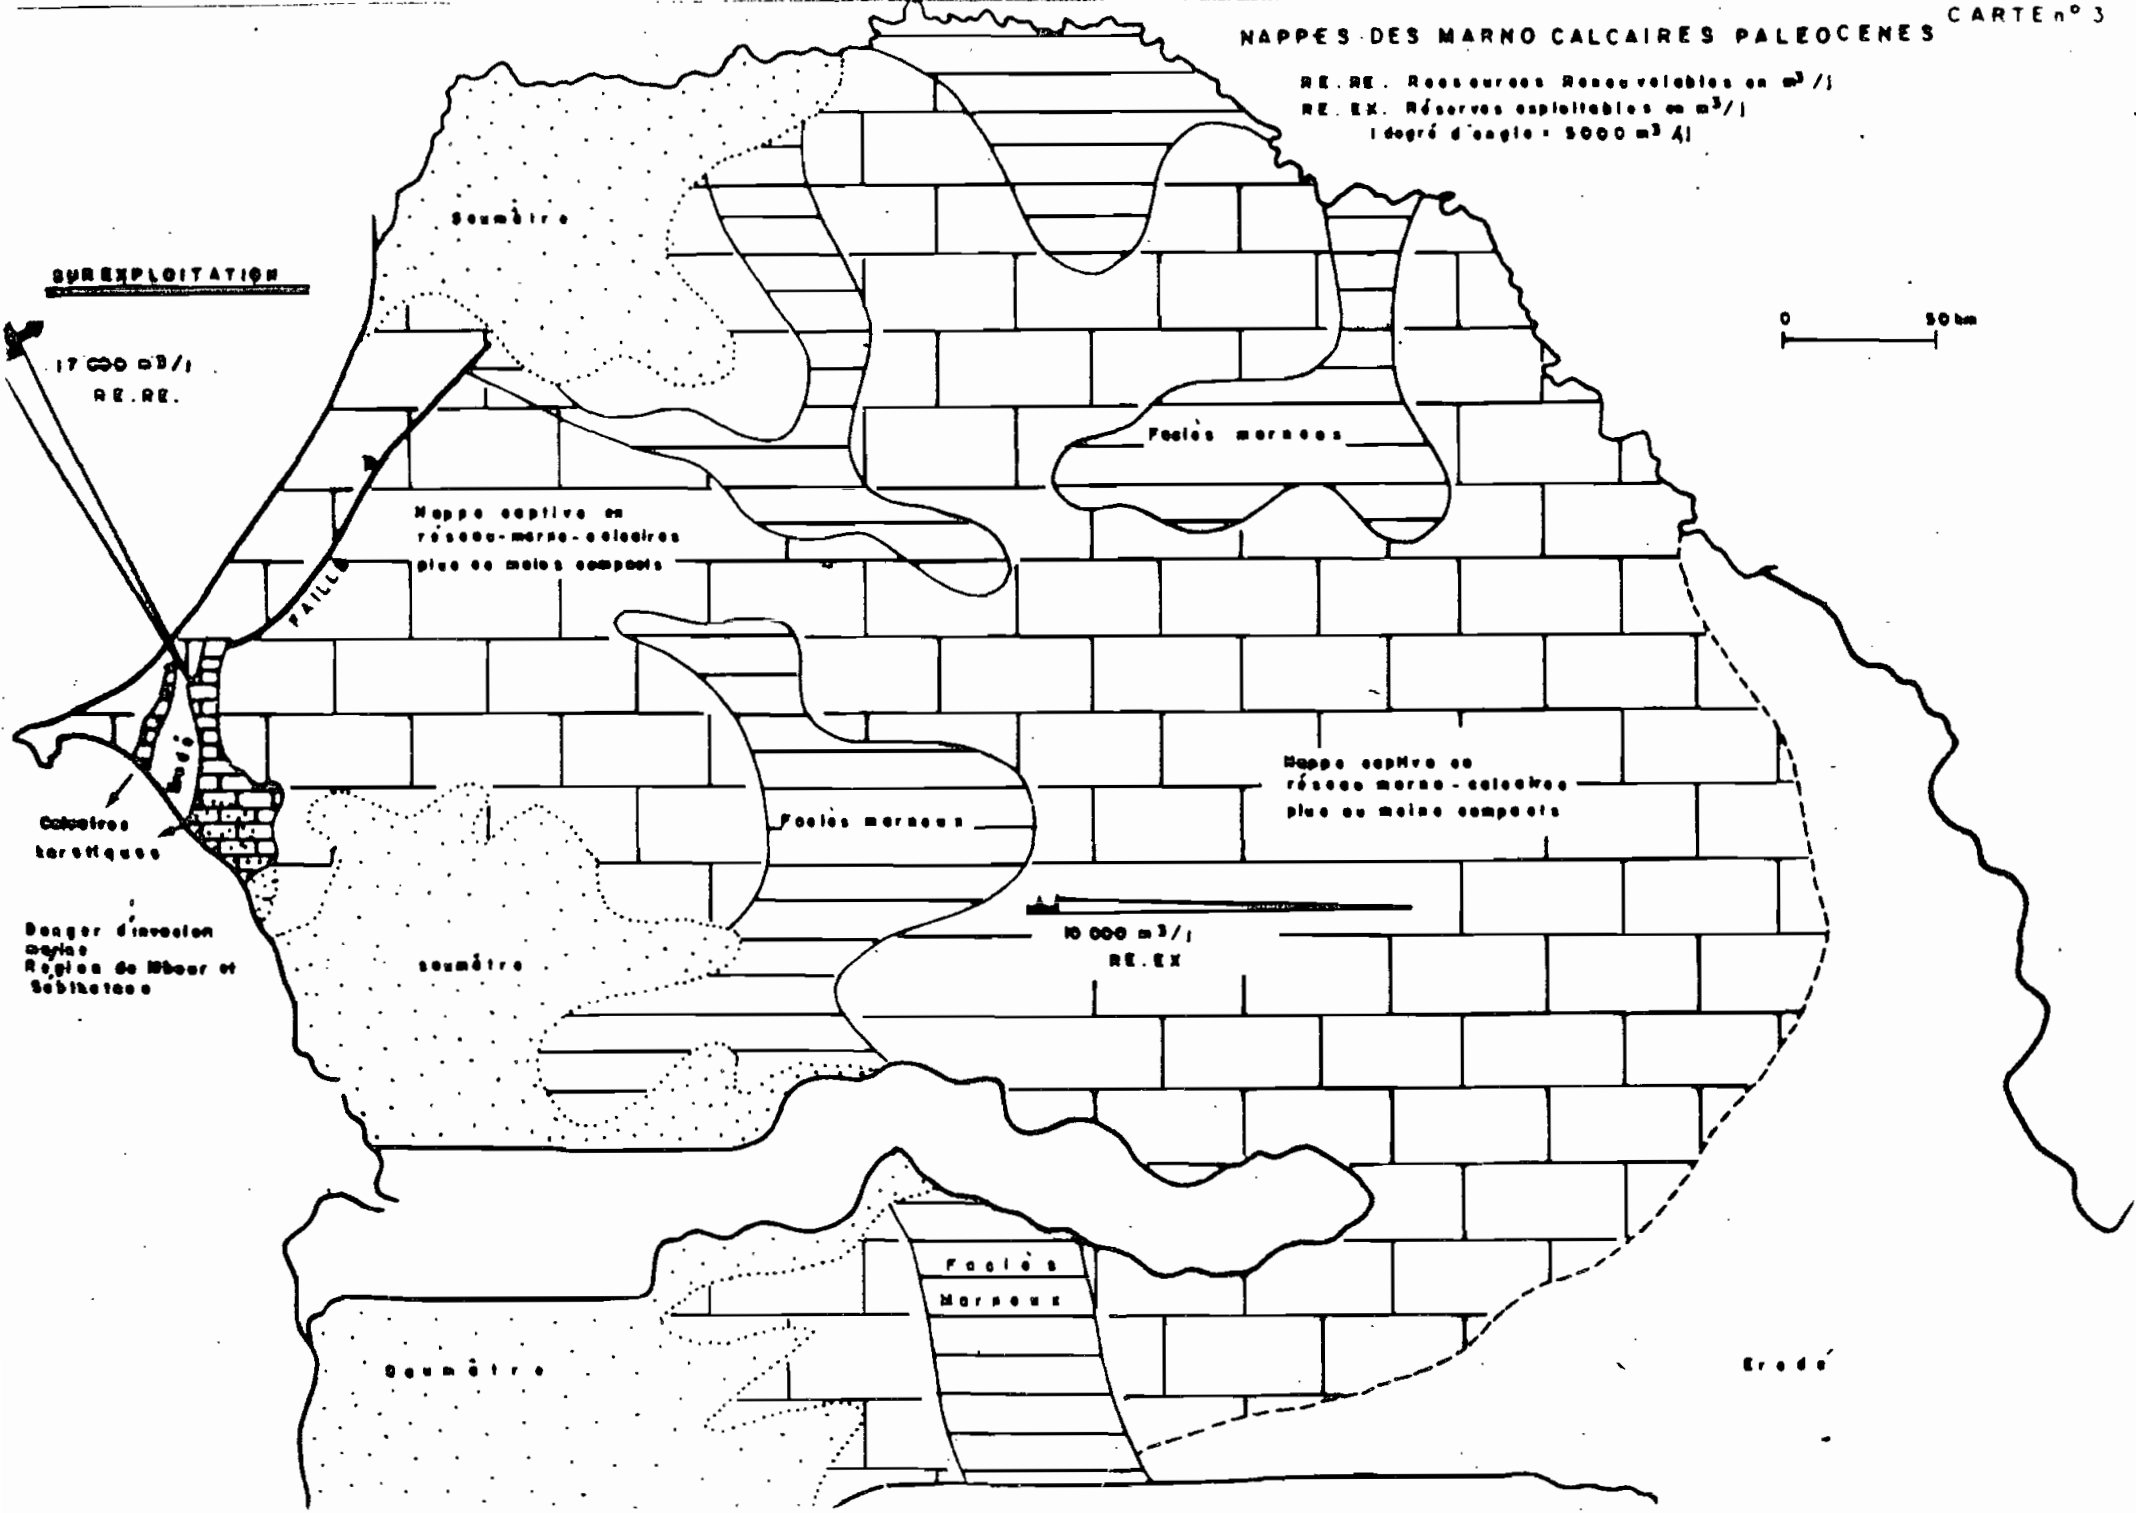 CARTE nº 3
NAPPES DES MARNO CALCAIRES PALEOCENES
RE.RE. Ressources Renouvelables en m³/j
RE.EX. Réserves exploitables en m³/j
1 degré d'angle = 5000 m³/j
Saumâtre
SUREXPLOITATION
17 000 m³/j
RE.RE.
0 50 km
Faciès marneux
Nappe captive en
réseau-marno-calcaires
plus ou moins compacts
FAILLE
Nappe captive en
réseau marno-calcaires
plus ou moins compacts
Calcaires
karstiques
Faciès marneux
Danger d'invasion
marine
Région de Mbour et
Sébikotane
saumâtre
10 000 m³/j
RE.EX
Faciès
Marneux
Saumâtre
Erodé